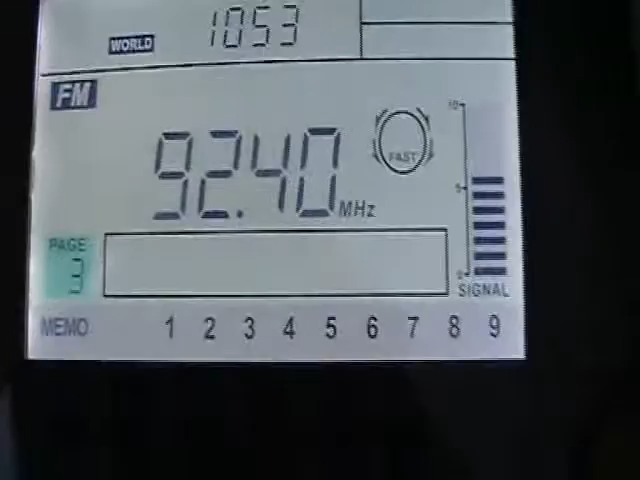 WORLD 1053
FM
92.40 MHz
FAST
10
5
0
PAGE
3
SIGNAL
MEMO 1 2 3 4 5 6 7 8 9